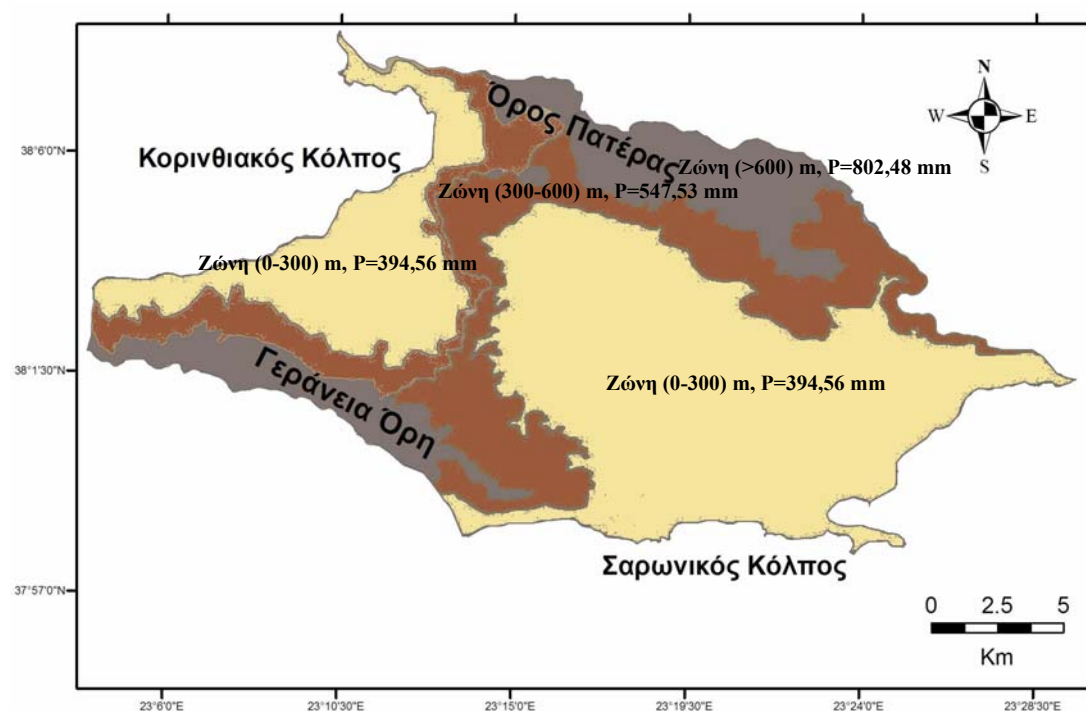 N
W E
S
Όρος Πατέρας
38°6'0"N
Κορινθιακός Κόλπος
Ζώνη (>600) m, P=802,48 mm
Ζώνη (300-600) m, P=547,53 mm
Ζώνη (0-300) m, P=394,56 mm
38°1'30"N
Γεράνεια Όρη
Ζώνη (0-300) m, P=394,56 mm
Σαρωνικός Κόλπος
37°57'0"N
0 2.5 5
Km
23°6'0"E 23°10'30"E 23°15'0"E 23°19'30"E 23°24'0"E 23°28'30"E